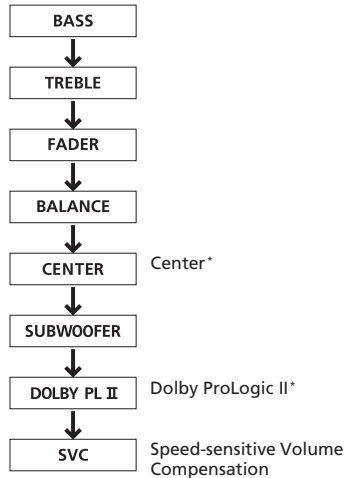 BASS
TREBLE
FADER
BALANCE
CENTER Center*
SUBWOOFER
DOLBY PL II Dolby ProLogic II*
SVC Speed-sensitive Volume
Compensation